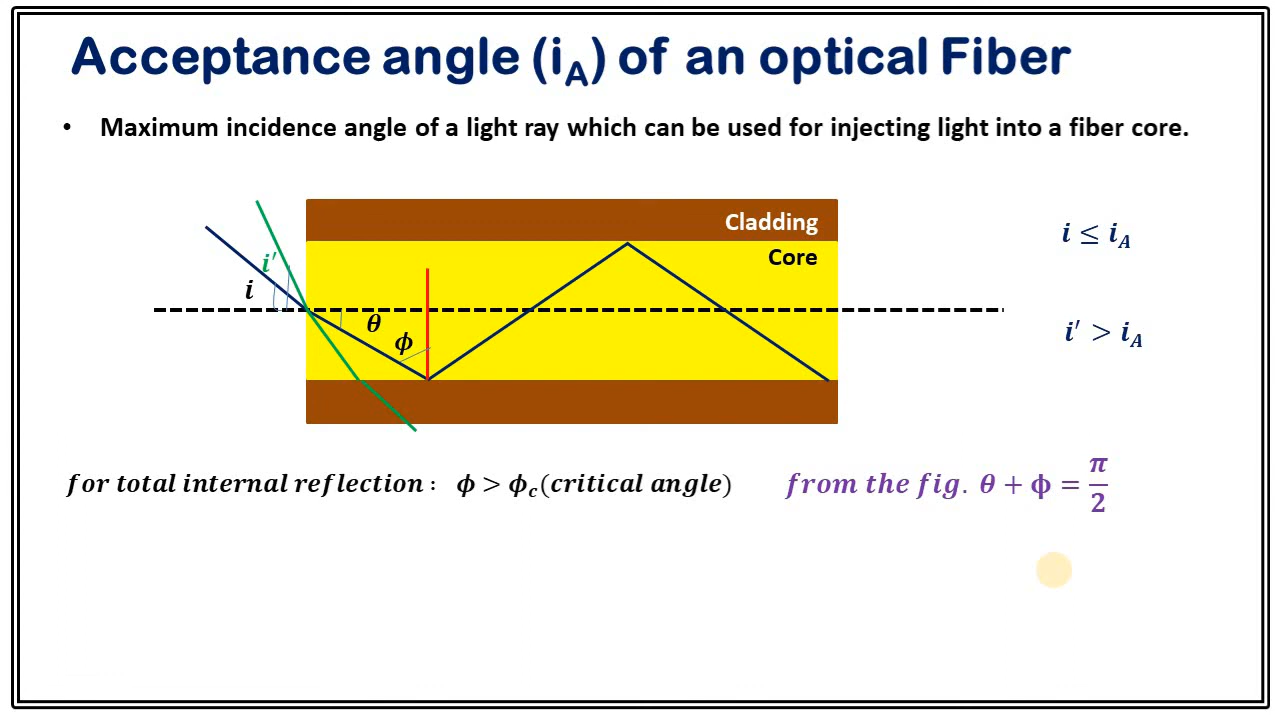 Acceptance angle (i_A) of an optical Fiber
• Maximum incidence angle of a light ray which can be used for injecting light into a fiber core.
Cladding
i ≤ i_A
Core
i′
i
θ
ϕ
i′ > i_A
for total internal reflection: ϕ > ϕ_c(critical angle)
from the fig. θ + ϕ = π/2